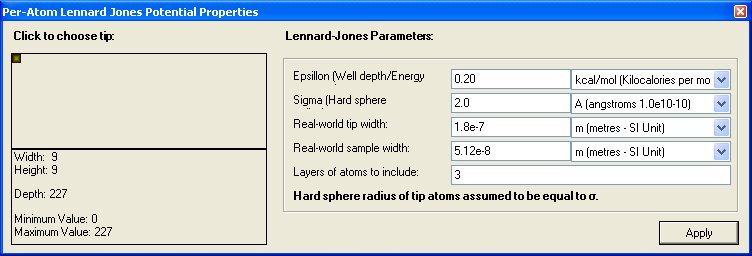 Per-Atom Lennard Jones Potential Properties
Click to choose tip:
Width: 9
Height: 9
Depth: 227
Minimum Value: 0
Maximum Value: 227
Lennard-Jones Parameters:
Epsillon (Well depth/Energy 0.20 kcal/mol (Kilocalories per mo
Sigma (Hard sphere 2.0 A (angstroms 1.0e10-10)
Real-world tip width: 1.8e-7 m (metres - SI Unit)
Real-world sample width: 5.12e-8 m (metres - SI Unit)
Layers of atoms to include: 3
Hard sphere radius of tip atoms assumed to be equal to σ.
Apply